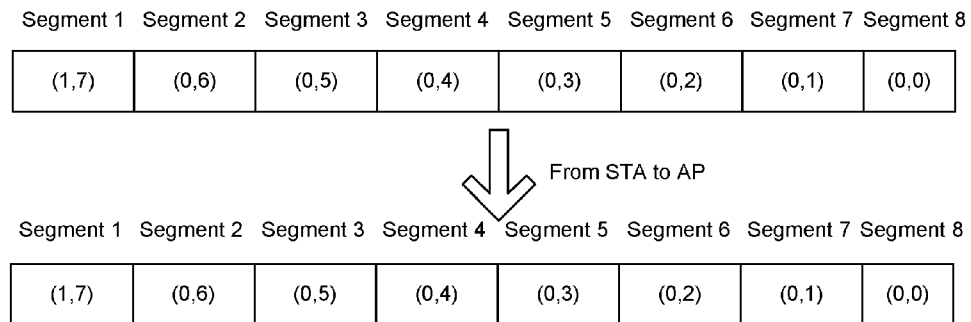 Segment 1 Segment 2 Segment 3 Segment 4 Segment 5 Segment 6 Segment 7 Segment 8
(1,7) (0,6) (0,5) (0,4) (0,3) (0,2) (0,1) (0,0)
From STA to AP
Segment 1 Segment 2 Segment 3 Segment 4 Segment 5 Segment 6 Segment 7 Segment 8
(1,7) (0,6) (0,5) (0,4) (0,3) (0,2) (0,1) (0,0)